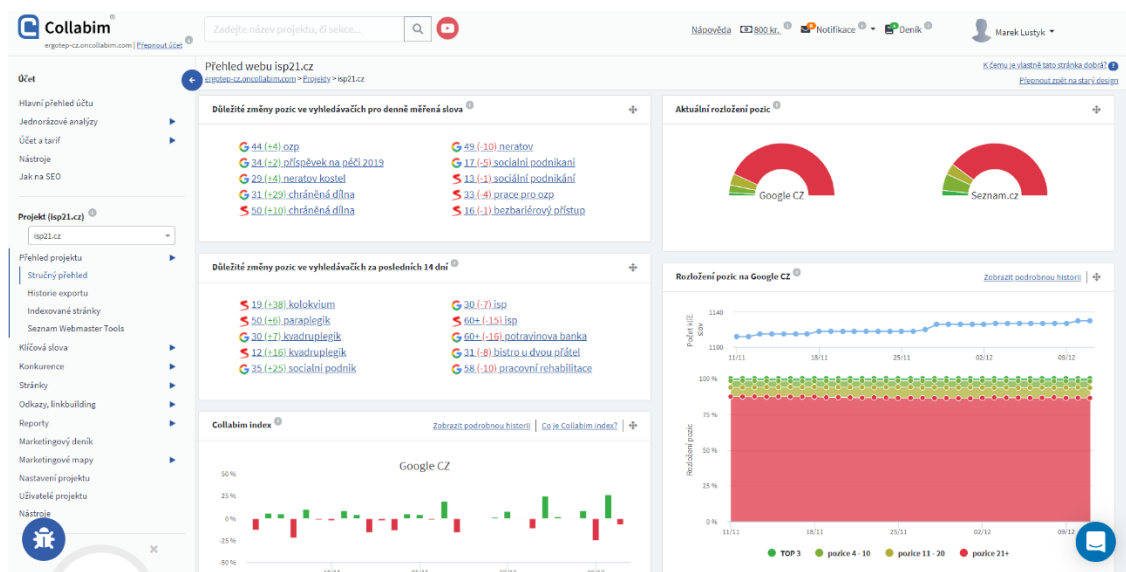 Collabim
ergotep-cz.oncollabim.com | Přepnout účet
Zadejte název projektu, či sekce...
Nápověda 800 kr. Notifikace Deník Marek Lustyk
Účet
Hlavní přehled účtu
Jednorázové analýzy
Účet a tarif
Nástroje
Jak na SEO
Projekt (isp21.cz)
isp21.cz
Přehled projektu
Stručný přehled
Historie exportu
Indexované stránky
Seznam Webmaster Tools
Klíčová slova
Konkurence
Stránky
Odkazy, linkbuilding
Reporty
Marketingový deník
Marketingové mapy
Nastavení projektu
Uživatelé projektu
Nástroje
Přehled webu isp21.cz
ergotep-cz.oncollabim.com > Projekty > isp21.cz
K čemu je vlastně tato stránka dobrá?
Přepnout zpět na starý design
Důležité změny pozic ve vyhledávačích pro denně měřená slova
44 (+4) ozp
34 (+2) příspěvek na péči 2019
29 (+4) neratov kostel
31 (+29) chráněná dílna
50 (+10) chráněná dílna
49 (-10) neratov
17 (-5) socialni podnikani
13 (-1) sociální podnikání
33 (-4) prace pro ozp
16 (-1) bezbariérový přístup
Důležité změny pozic ve vyhledávačích za posledních 14 dní
19 (+38) kolokvium
50 (+6) paraplegik
30 (+7) kvadruplegik
12 (+16) kvadruplegik
35 (+25) socialni podnik
30 (-7) isp
60+ (-15) isp
60+ (-16) potravinova banka
31 (-8) bistro u dvou přátel
58 (-10) pracovní rehabilitace
Collabim index
Zobrazit podrobnou historii | Co je Collabim index?
Google CZ
50 %
25 %
0 %
-25 %
-50 %
Aktuální rozložení pozic
Google CZ
Seznam.cz
Rozložení pozic na Google CZ
Zobrazit podrobnou historii
Počet klíč. slov
1140
1100
11/11 18/11 25/11 02/12 09/12
Rozložení pozic
100 %
75 %
50 %
25 %
0 %
11/11 18/11 25/11 02/12 09/12
TOP 3 pozice 4 - 10 pozice 11 - 20 pozice 21+